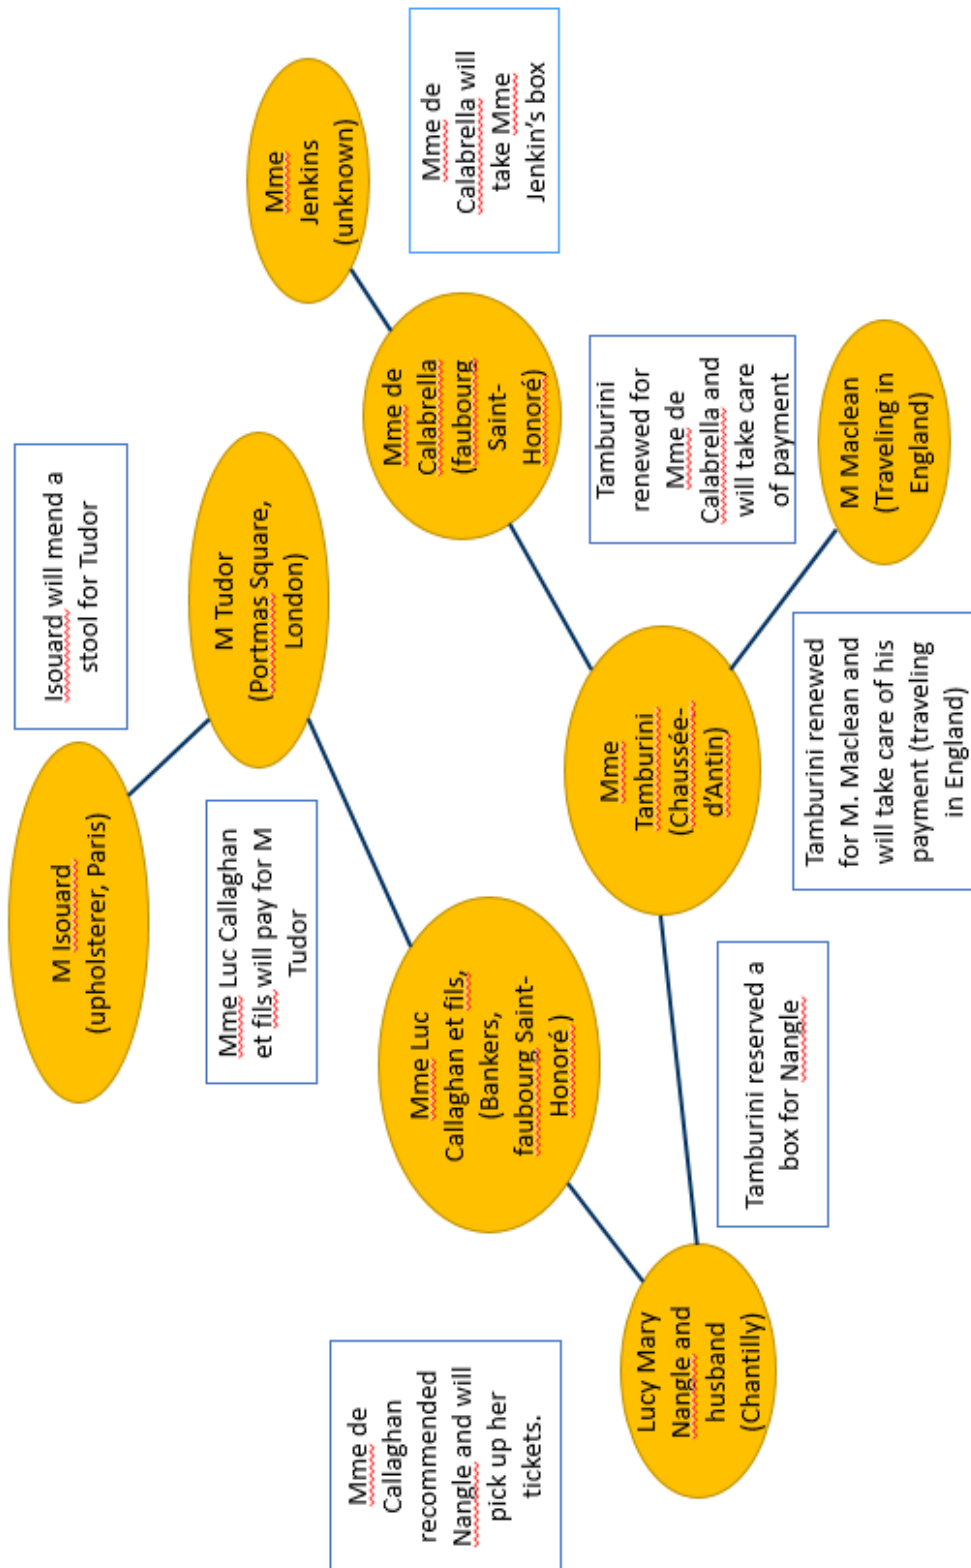 M Isouard
(upholsterer, Paris)
Isouard will mend a
stool for Tudor
Mme Luc Callaghan
et fils will pay for M
Tudor
M Tudor
(Portmas Square,
London)
Mme
Jenkins
(unknown)
Mme de
Callaghan
recommended
Nangle and will
pick up her
tickets.
Mme Luc
Callaghan et fils,
(Bankers,
faubourg Saint-
Honoré )
Mme de
Calabrella
(faubourg
Saint-
Honoré)
Mme de
Calabrella will
take Mme
Jenkin's box
Lucy Mary
Nangle and
husband
(Chantilly)
Mme
Tamburini
(Chaussée-
d'Antin)
Tamburini
renewed for
Mme de
Calabrella and
will take care
of payment
Tamburini reserved a
box for Nangle
Tamburini renewed
for M. Maclean and
will take care of his
payment (traveling
in England)
M Maclean
(Traveling in
England)